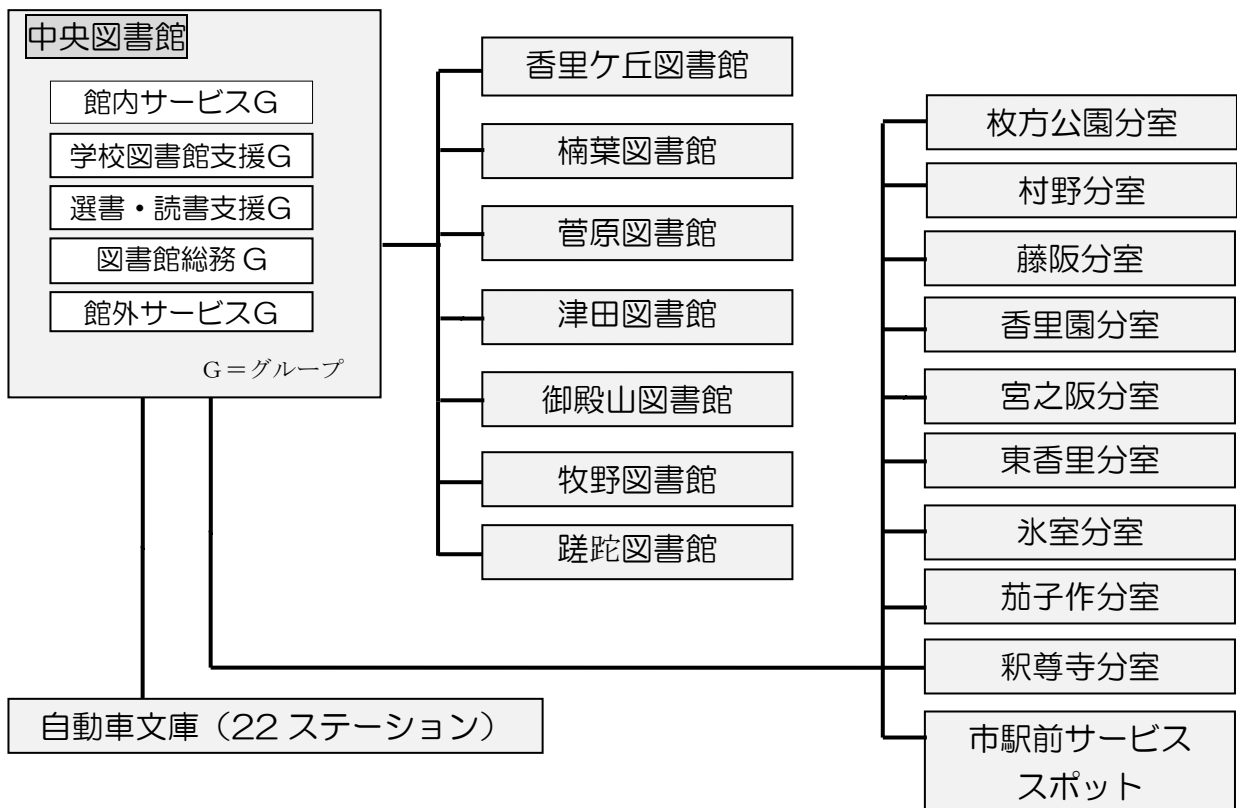 中央図書館
館内サービスG
学校図書館支援G
選書・読書支援G
図書館総務G
館外サービスG
G=グループ
香里ケ丘図書館
楠葉図書館
菅原図書館
津田図書館
御殿山図書館
牧野図書館
蹉跎図書館
枚方公園分室
村野分室
藤阪分室
香里園分室
宮之阪分室
東香里分室
氷室分室
茄子作分室
釈尊寺分室
市駅前サービス
スポット
自動車文庫（22 ステーション）